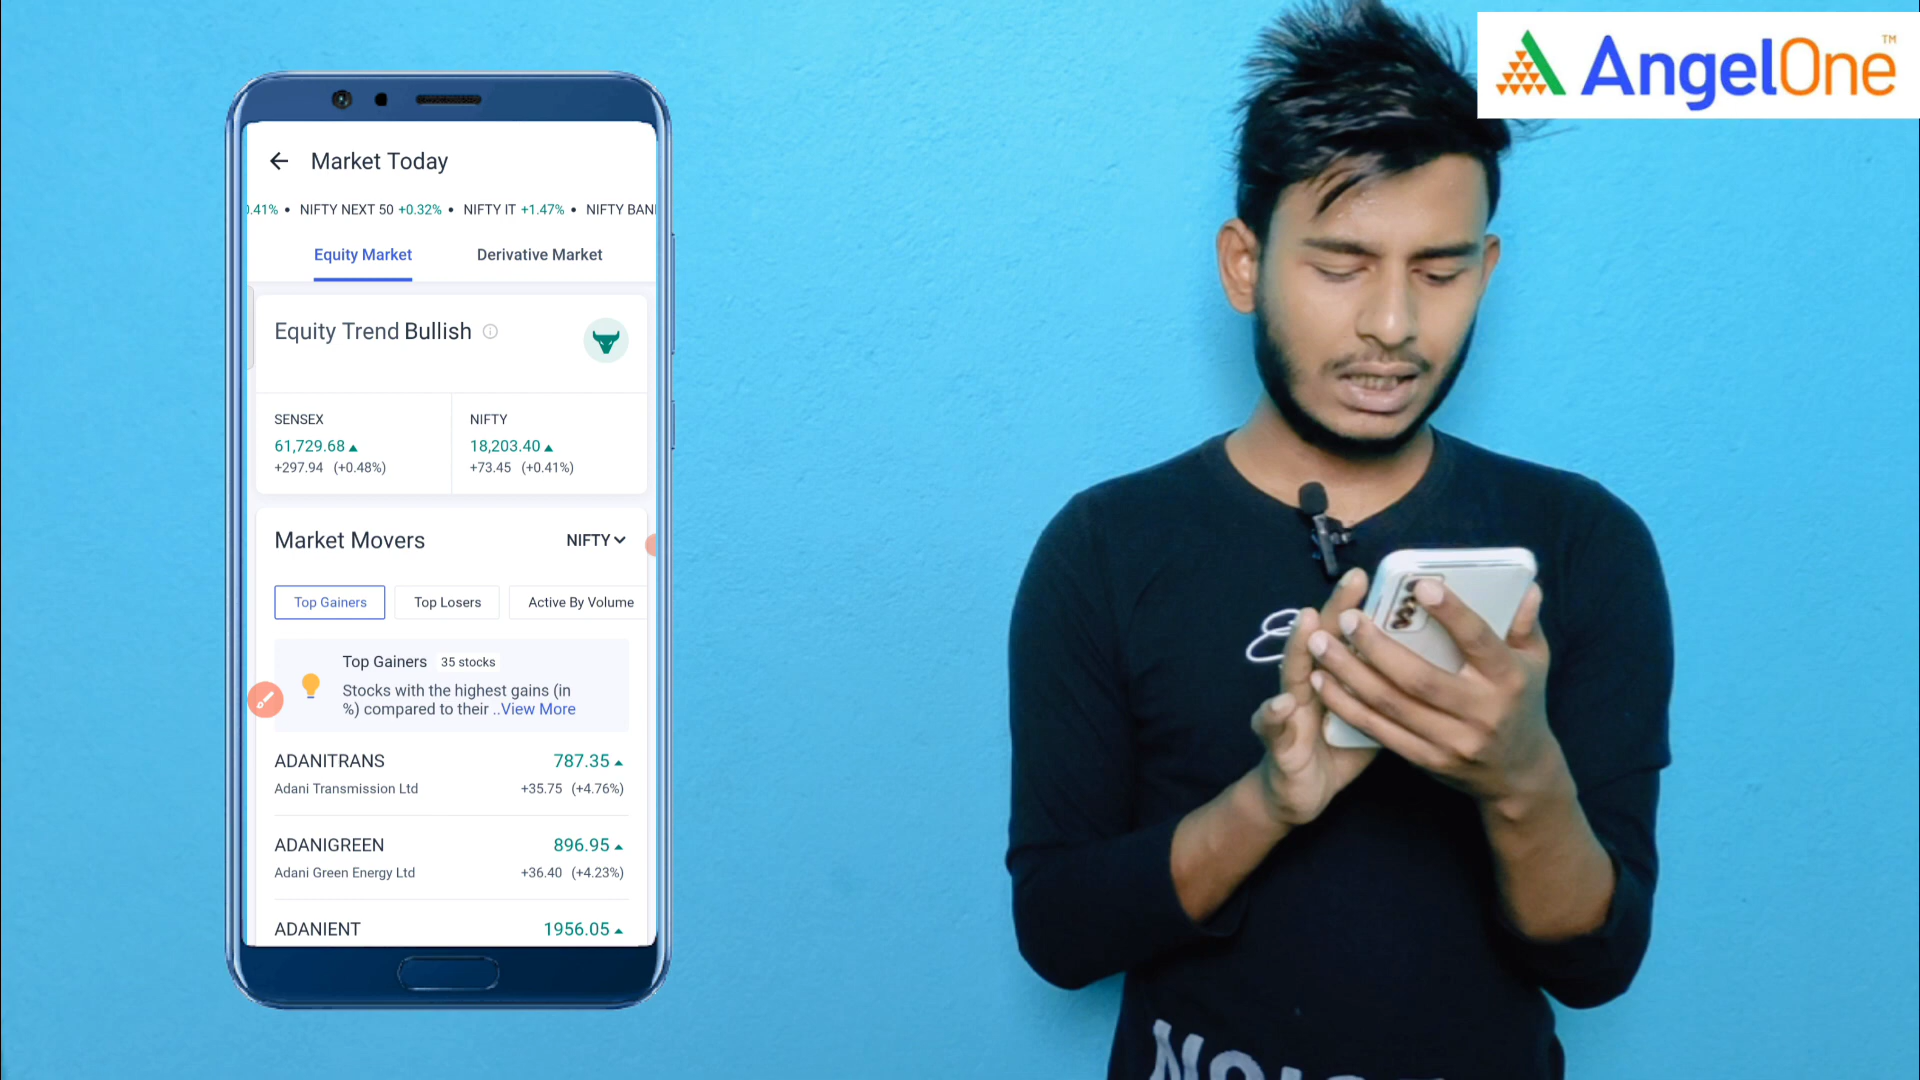 AngelOne™
Market Today
0.41% • NIFTY NEXT 50 +0.32% • NIFTY IT +1.47% • NIFTY BAN
Equity Market
Derivative Market
Equity Trend Bullish
SENSEX
61,729.68
+297.94 (+0.48%)
NIFTY
18,203.40
+73.45 (+0.41%)
Market Movers
NIFTY
Top Gainers
Top Losers
Active By Volume
Top Gainers 35 stocks
Stocks with the highest gains (in
%) compared to their ..View More
ADANITRANS 787.35
Adani Transmission Ltd +35.75 (+4.76%)
ADANIGREEN 896.95
Adani Green Energy Ltd +36.40 (+4.23%)
ADANIENT 1956.05